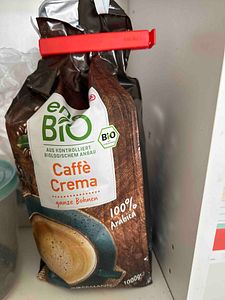 en
BiO
AUS KONTROLLIERT
BIOLOGISCHEM ANBAU
Bio
Caffè
Crema
ganze Bohnen
100%
Arabica
1000g